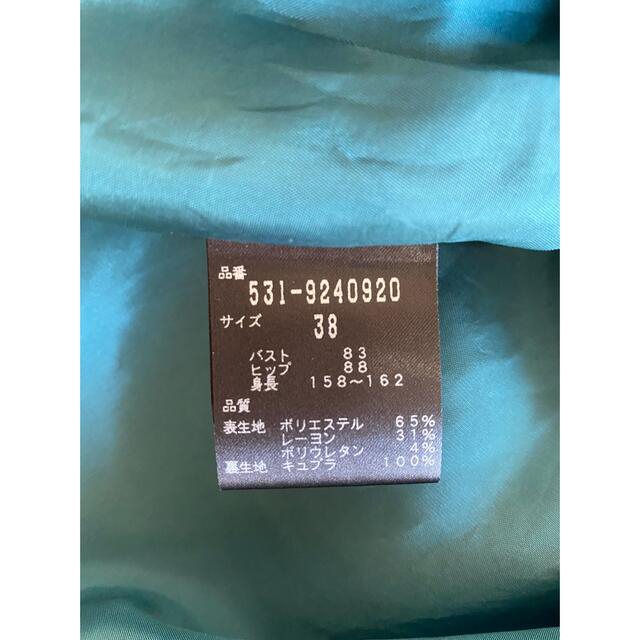 品番
531-9240920
サイズ 38
バスト 83
ヒップ 88
身長 158〜162
品質
表生地 ポリエステル 65%
レーヨン 31%
ポリウレタン 4%
裏生地 キュプラ 100%